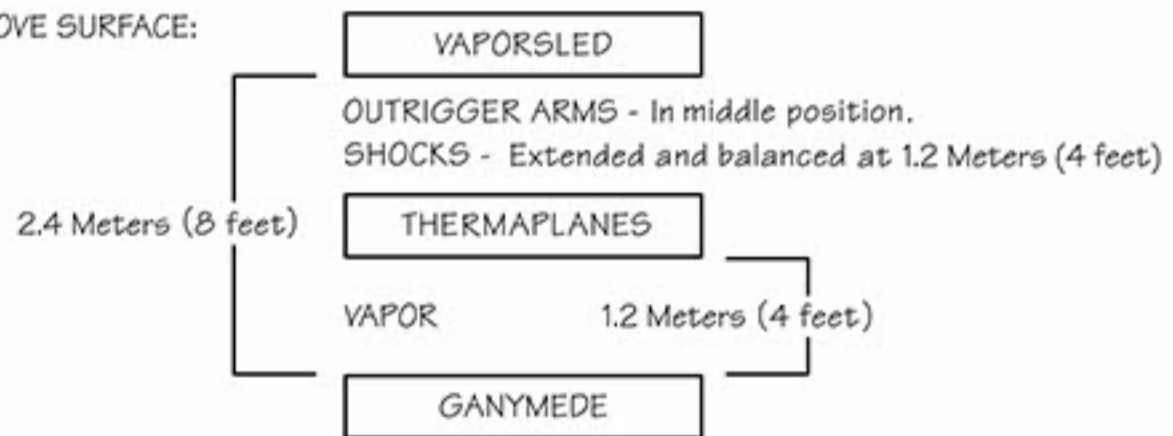 SURFACE:
VAPORSLED
OUTRIGGER ARMS - In middle position.
SHOCKS - Extended and balanced at 1.2 Meters (4 feet)
2.4 Meters (8 feet)
THERMAPLANES
VAPOR 1.2 Meters (4 feet)
GANYMEDE